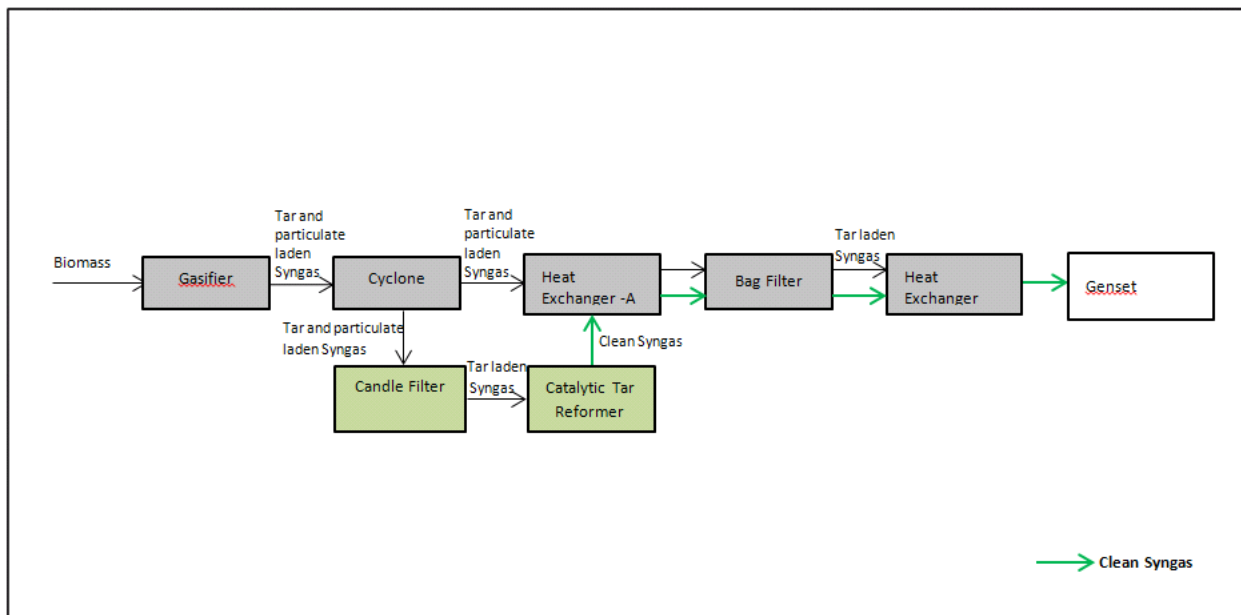 Tar and
particulate
laden
Syngas
Tar and
particulate
laden
Syngas
Tar laden
Syngas
Biomass
Gasifier
Cyclone
Heat
Exchanger -A
Bag Filter
Heat
Exchanger
Genset
Tar and particulate
laden Syngas
Clean Syngas
Tar laden
Syngas
Candle Filter
Catalytic Tar
Reformer
Clean Syngas